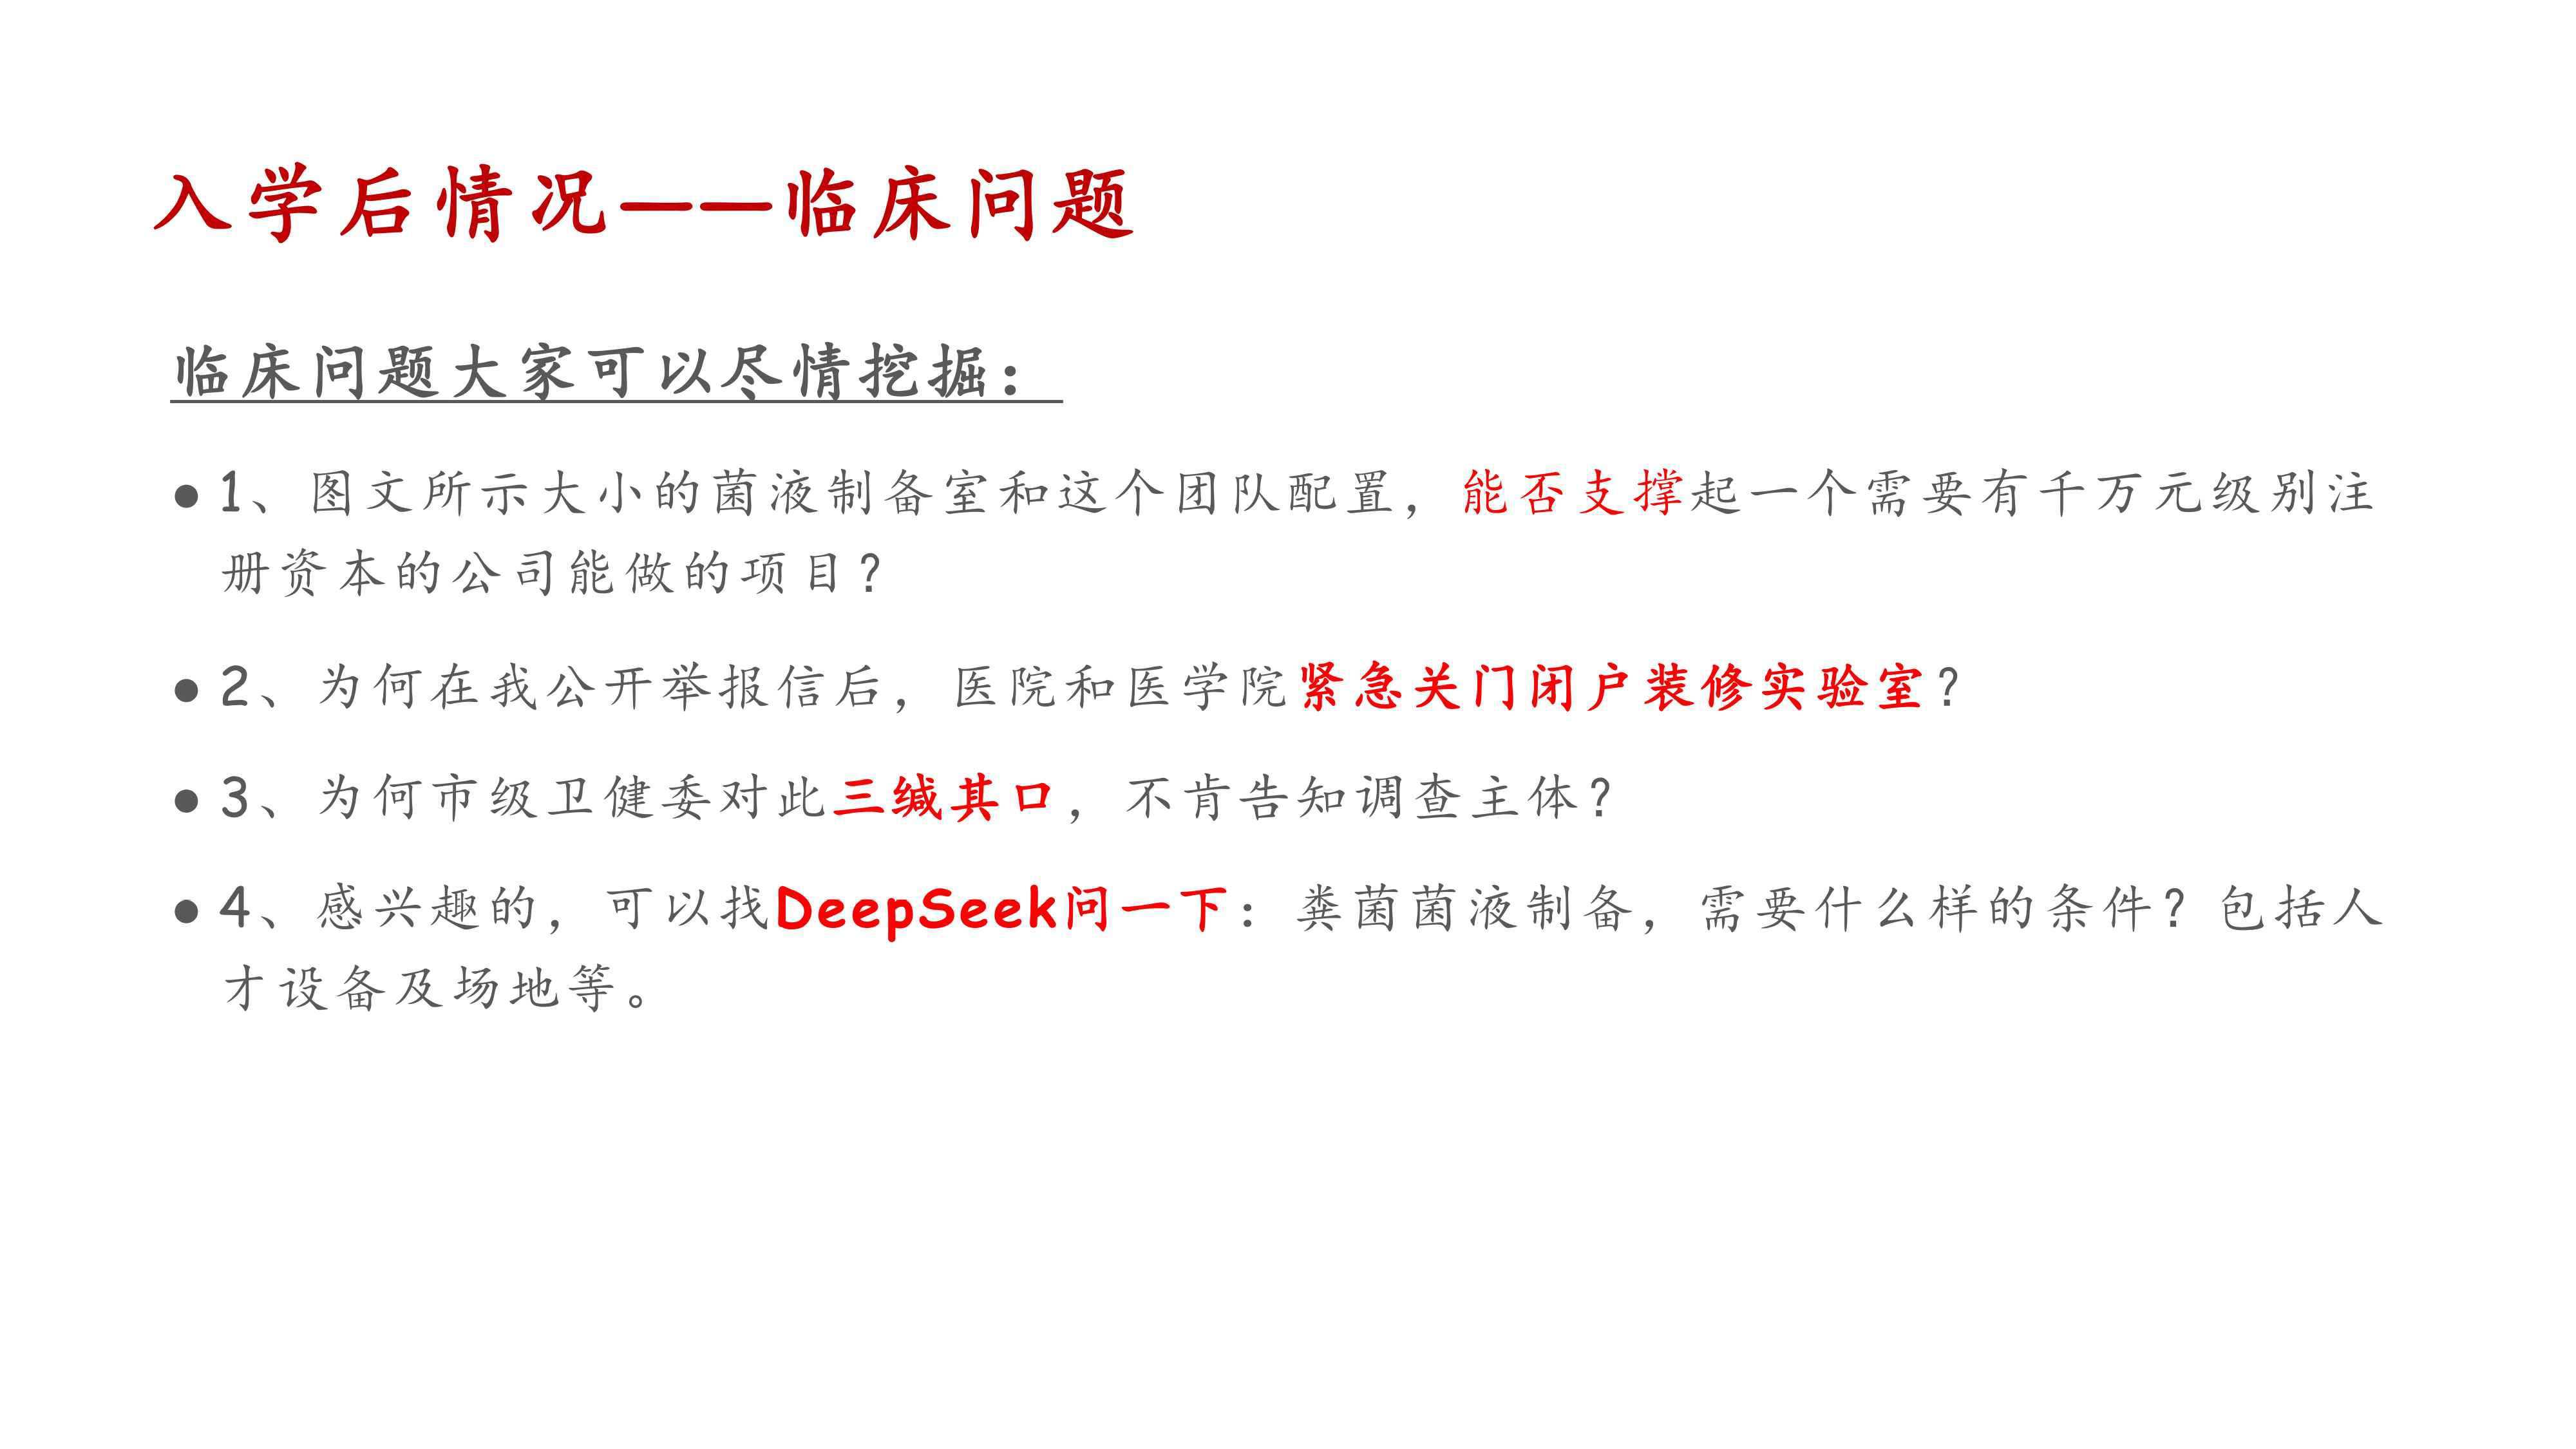 入学后情况——临床问题
临床问题大家可以尽情挖掘：
● 1、图文所示大小的菌液制备室和这个团队配置，能否支撑起一个需要有千万元级别注
册资本的公司能做的项目？
● 2、为何在我公开举报信后，医院和医学院紧急关门闭户装修实验室？
● 3、为何市级卫健委对此三缄其口，不肯告知调查主体？
● 4、感兴趣的，可以找DeepSeek问一下：粪菌菌液制备，需要什么样的条件？包括人
才设备及场地等。